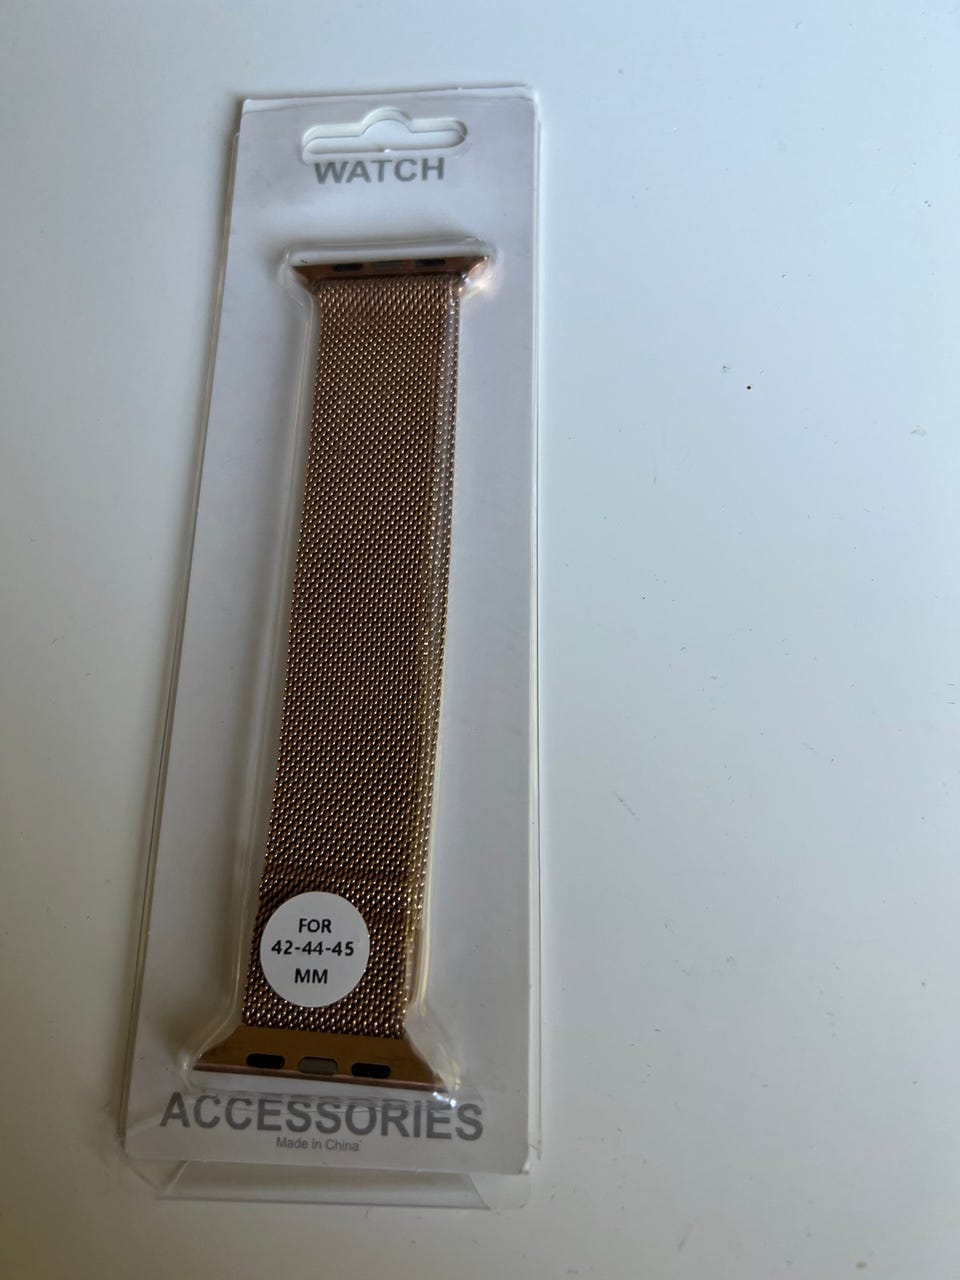 WATCH
FOR
42-44-45
MM
ACCESSORIES
Made in China